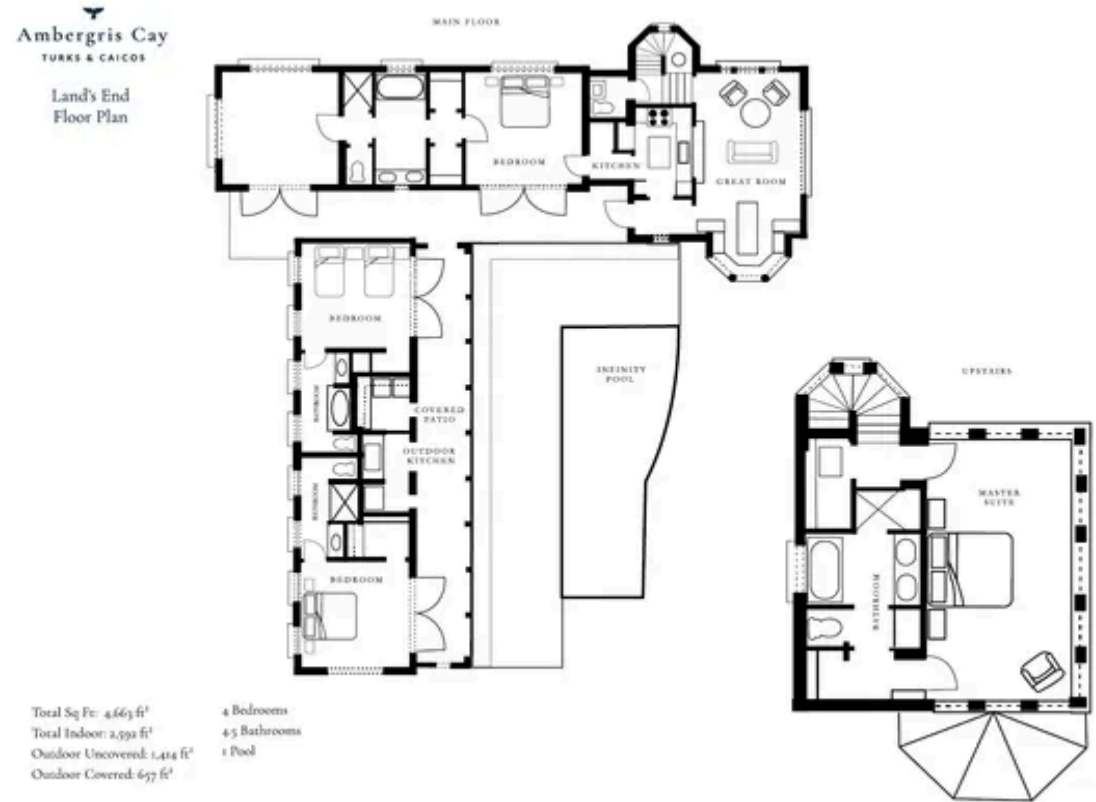 Ambergris Cay
TURKS & CAICOS
Land's End
Floor Plan
MAIN FLOOR
BEDROOM
KITCHEN
GREAT ROOM
BEDROOM
BATHROOM
COVERED
PATIO
OUTDOOR
KITCHEN
BATHROOM
BEDROOM
INFINITY
POOL
UPSTAIRS
MASTER
SUITE
BATHROOM
Total Sq Ft: 4,663 ft²
Total Indoor: 2,592 ft²
Outdoor Uncovered: 1,414 ft²
Outdoor Covered: 657 ft²
4 Bedrooms
4.5 Bathrooms
1 Pool